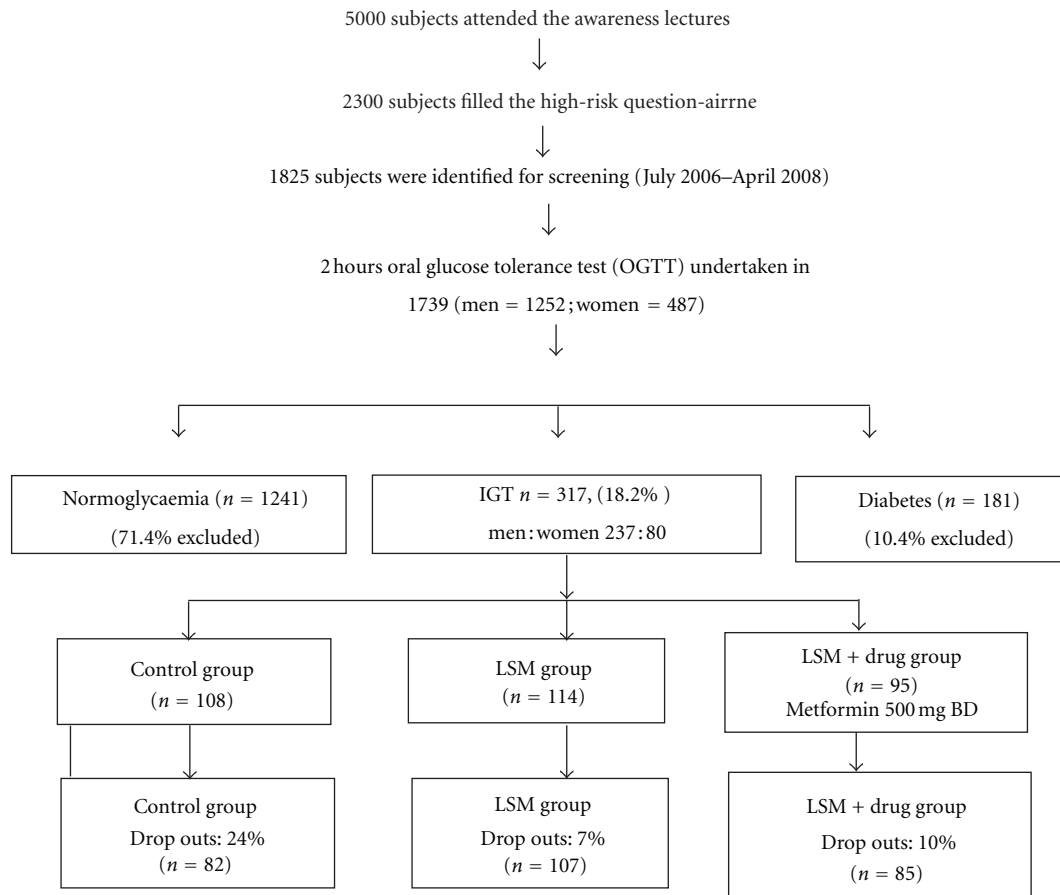 5000 subjects attended the awareness lectures
2300 subjects filled the high-risk question-airrne
1825 subjects were identified for screening (July 2006–April 2008)
2 hours oral glucose tolerance test (OGTT) undertaken in
1739 (men = 1252; women = 487)
Normoglycaemia (n = 1241)
(71.4% excluded)
IGT n = 317, (18.2% )
men: women 237: 80
Diabetes (n = 181)
(10.4% excluded)
Control group
(n = 108)
LSM group
(n = 114)
LSM + drug group
(n = 95)
Metformin 500 mg BD
Control group
Drop outs: 24%
(n = 82)
LSM group
Drop outs: 7%
(n = 107)
LSM + drug group
Drop outs: 10%
(n = 85)